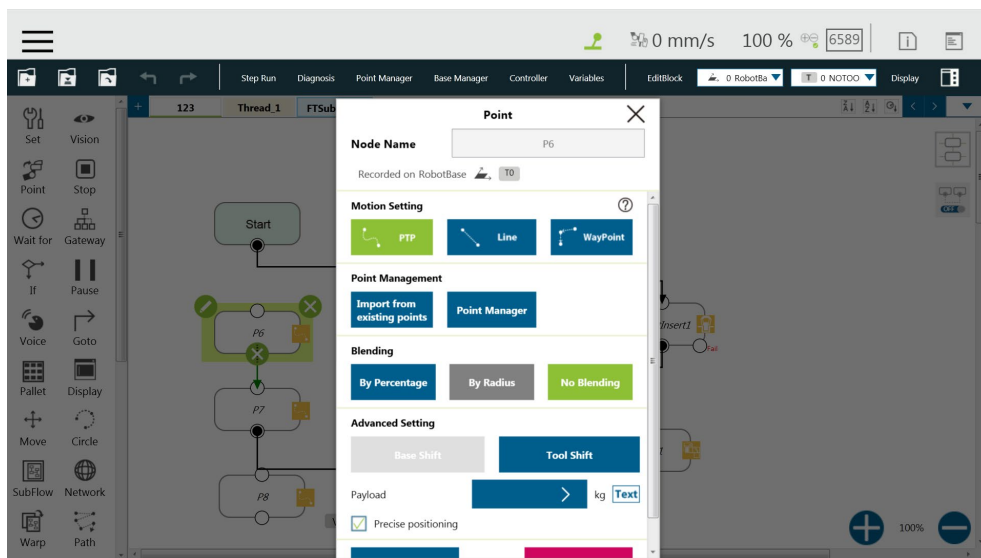 0 mm/s
100 %
6589
Step Run
Diagnosis
Point Manager
Base Manager
Controller
Variables
EditBlock
0 RobotBa
T 0 NOTOO
Display
123
Thread_1
FTSub
Set
Vision
Point
Stop
Wait for
Gateway
If
Pause
Voice
Goto
Pallet
Display
Move
Circle
SubFlow
Network
Warp
Path
Start
P6
P7
P8
Point
Node Name
P6
Recorded on RobotBase
T0
Motion Setting
PTP
Line
WayPoint
Point Management
Import from
existing points
Point Manager
Blending
By Percentage
By Radius
No Blending
Advanced Setting
Base Shift
Tool Shift
Payload
kg
Text
Precise positioning
Insert1
Fail
OFF
100%